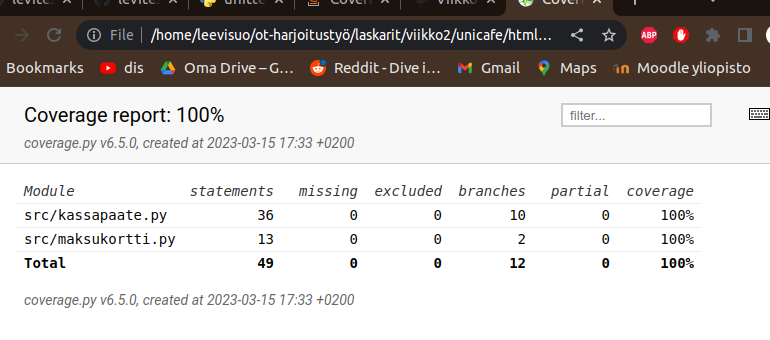 File /home/leevisuo/ot-harjoitustyö/laskarit/viikko2/unicafe/html...
Bookmarks dis Oma Drive – G... Reddit - Dive i... Gmail Maps Moodle yliopisto
Coverage report: 100%
filter...
coverage.py v6.5.0, created at 2023-03-15 17:33 +0200
Module statements missing excluded branches partial coverage
src/kassapaate.py 36 0 0 10 0 100%
src/maksukortti.py 13 0 0 2 0 100%
Total 49 0 0 12 0 100%
coverage.py v6.5.0, created at 2023-03-15 17:33 +0200